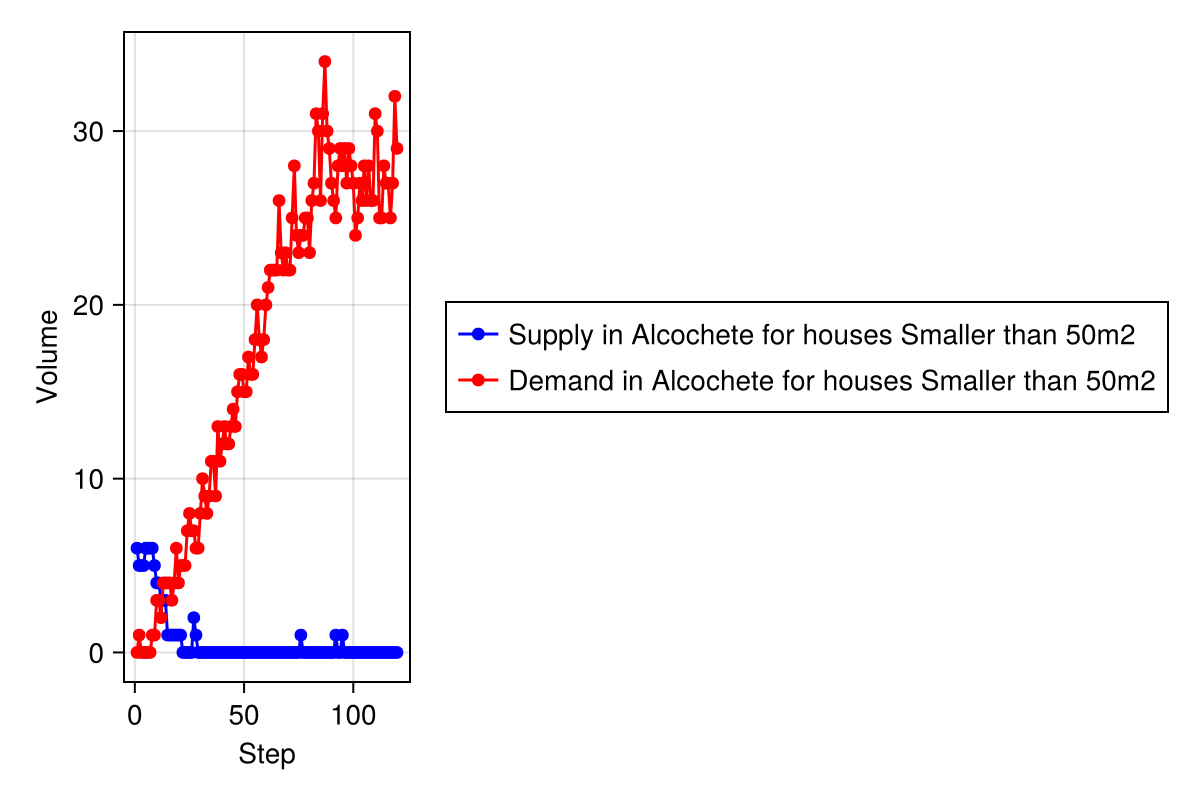 30
20
10
0
Volume
0 50 100
Step
Supply in Alcochete for houses Smaller than 50m2
Demand in Alcochete for houses Smaller than 50m2